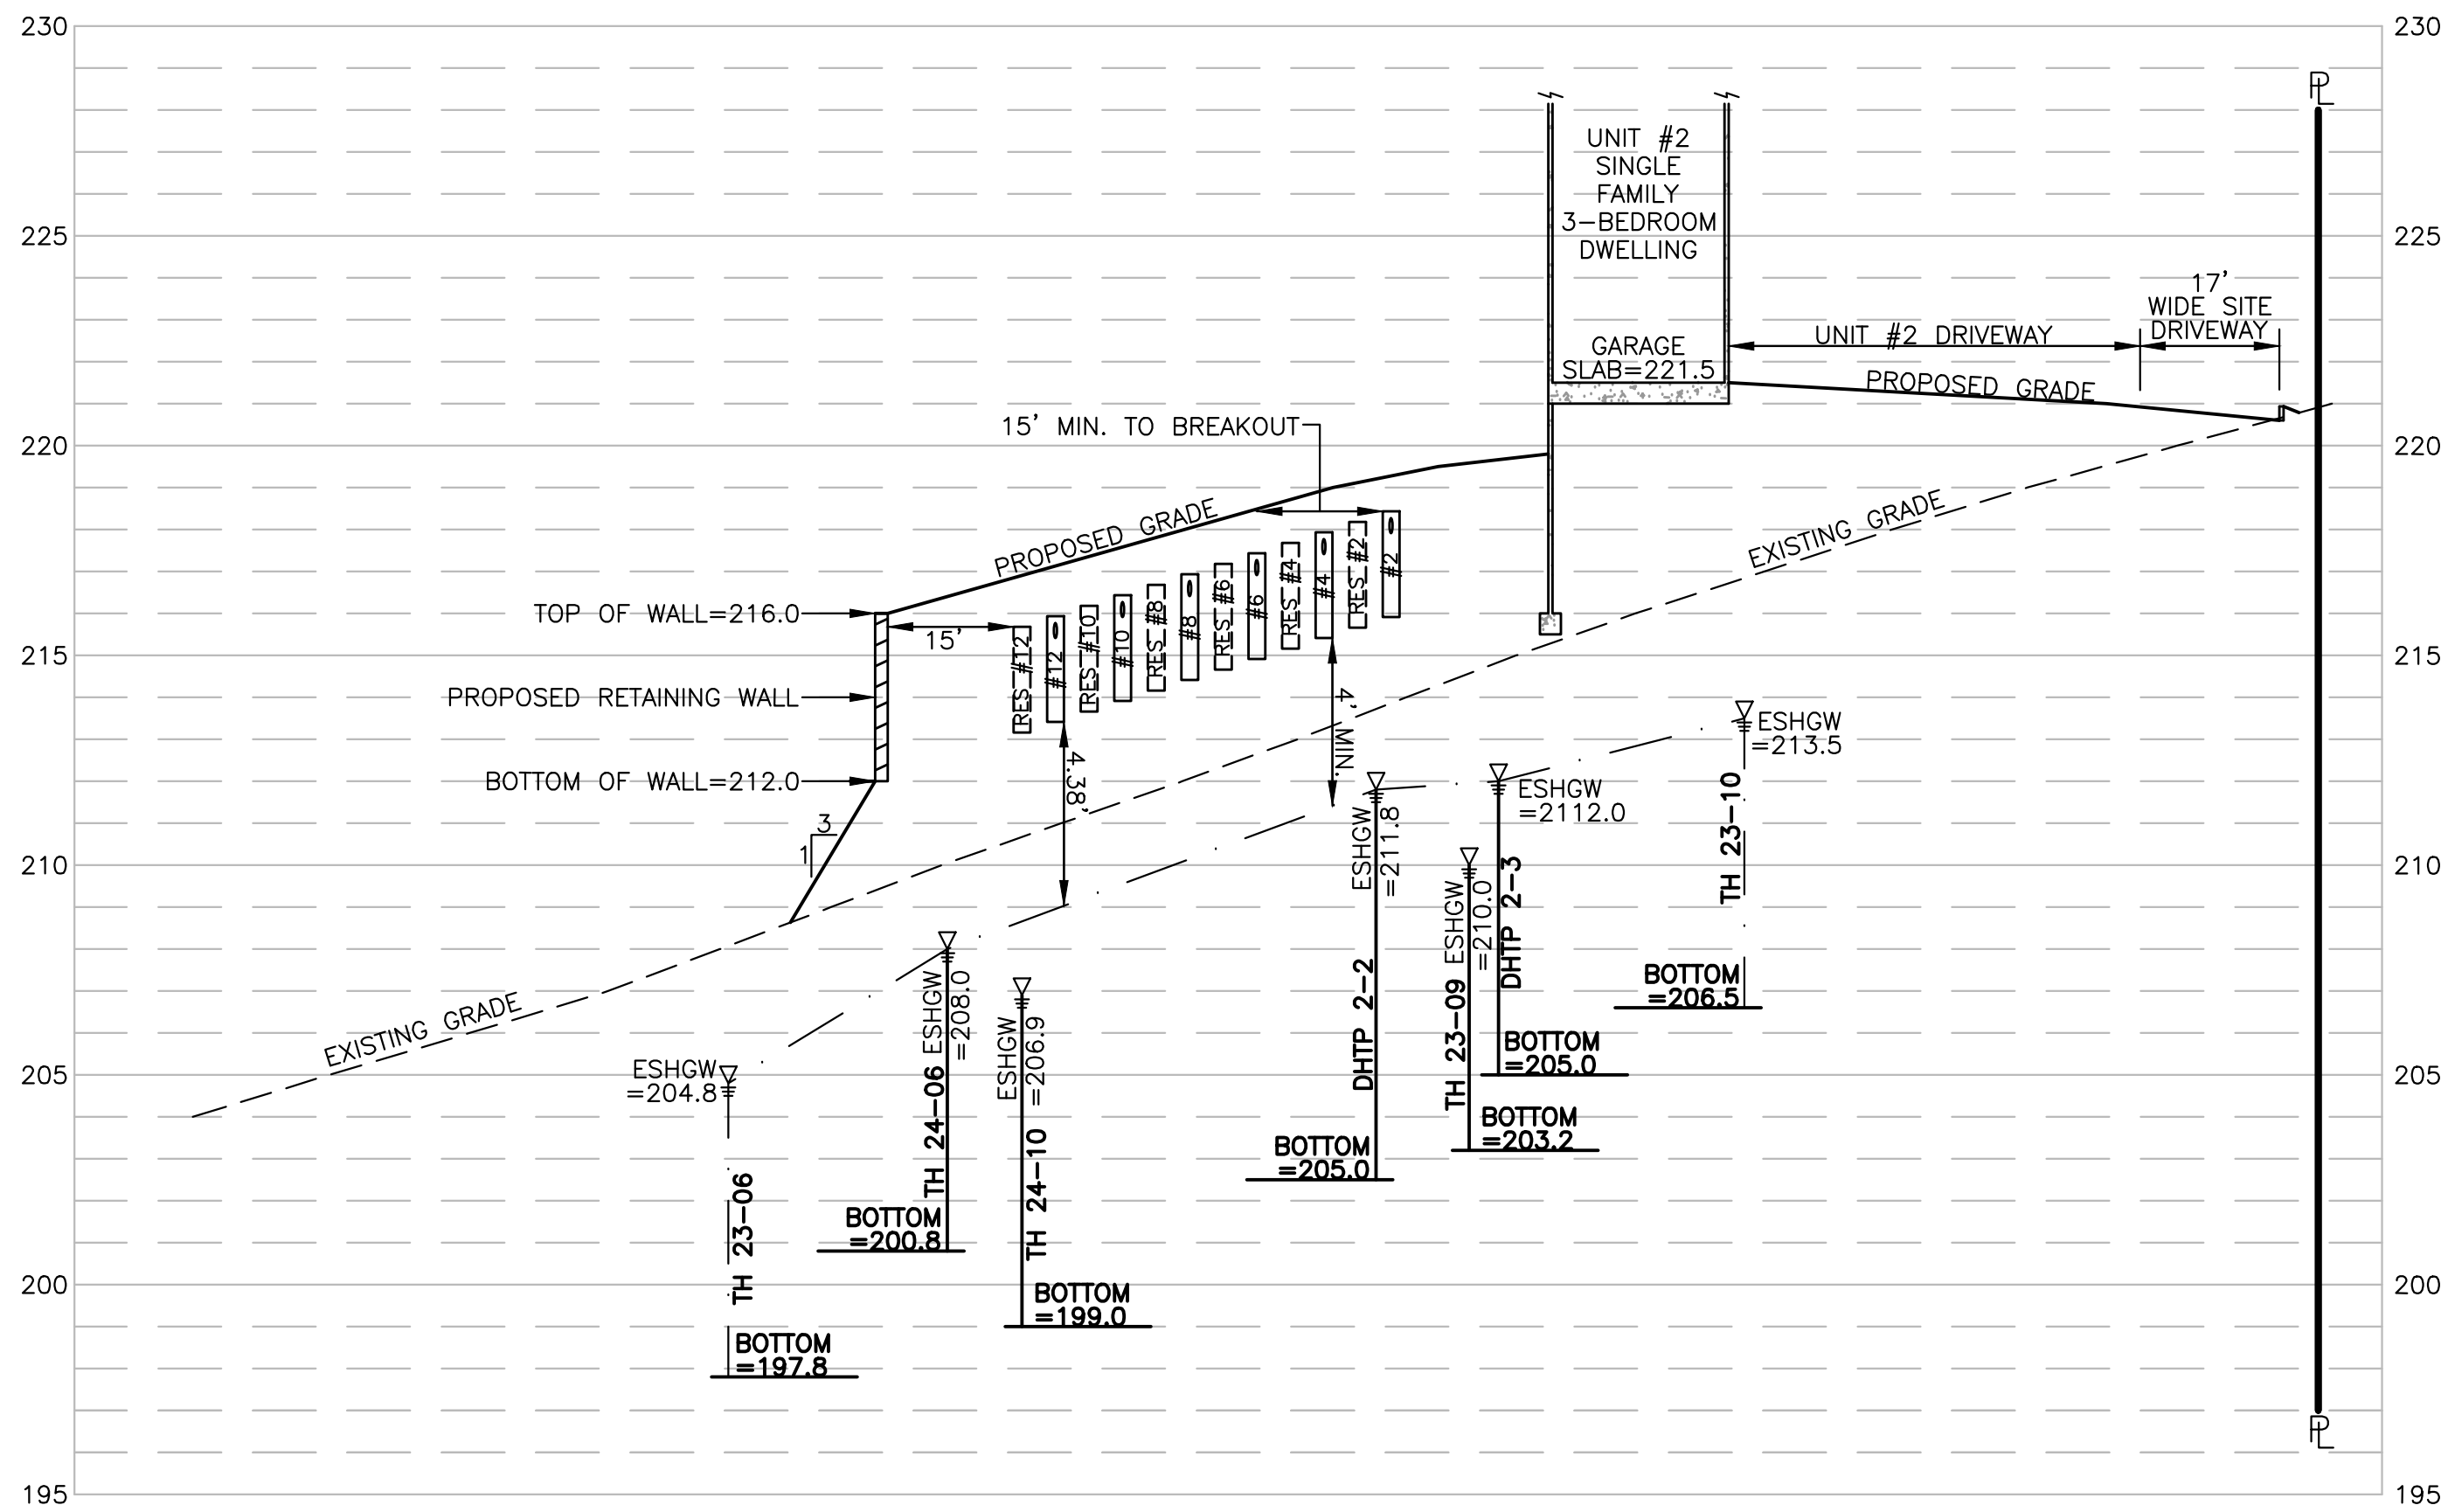 230
230
PL
UNIT #2
SINGLE
FAMILY
3-BEDROOM
DWELLING
225
225
17'
WIDE SITE
DRIVEWAY
UNIT #2 DRIVEWAY
GARAGE
SLAB=221.5
PROPOSED GRADE
15' MIN. TO BREAKOUT
220
220
PROPOSED GRADE
EXISTING GRADE
TOP OF WALL=216.0
15'
RES #12
#12
RES #10
#10
RES #8
#8
RES #6
#6
RES #4
#4
RES #2
#2
215
215
PROPOSED RETAINING WALL
4' MIN.
4.38'
BOTTOM OF WALL=212.0
ESHGW
=213.5
TH 23-10
ESHGW
=2112.0
DHTP 2-3
ESHGW
=211.8
DHTP 2-2
3
1
210
210
ESHGW
=210.0
TH 23-09
ESHGW
=208.0
TH 24-06
ESHGW
=206.9
TH 24-10
BOTTOM
=206.5
EXISTING GRADE
ESHGW
=204.8
205
205
BOTTOM
=205.0
BOTTOM
=203.2
BOTTOM
=205.0
TH 23-06
BOTTOM
=200.8
200
200
BOTTOM
=199.0
BOTTOM
=197.8
PL
195
195